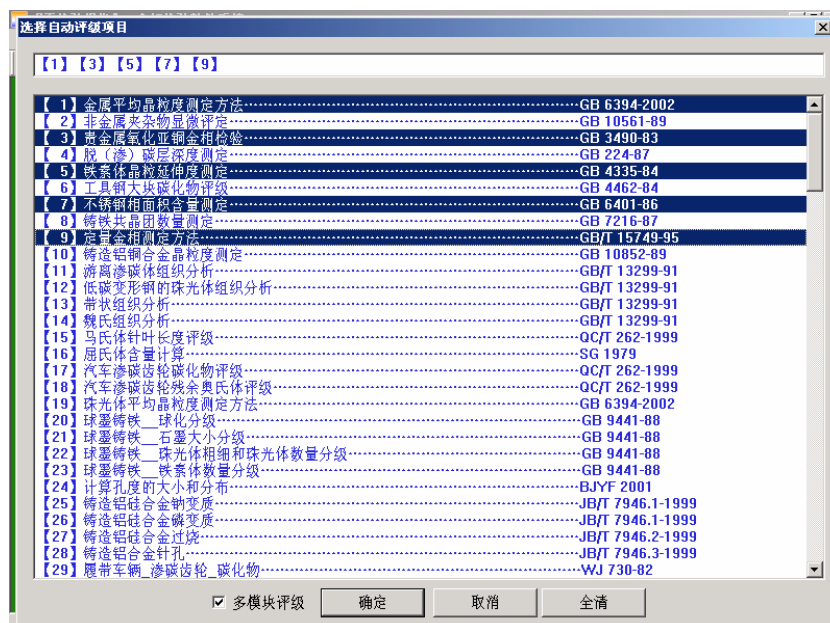 选择自动评级项目
【1】【3】【5】【7】【9】
【 1】金属平均晶粒度测定方法……GB 6394-2002
【 2】非金属夹杂物显微评定……GB 10561-89
【 3】贵金属氧化亚铜金相检验……GB 3490-83
【 4】脱（渗）碳层深度测定……GB 224-87
【 5】铁素体晶粒延伸度测定……GB 4335-84
【 6】工具钢大块碳化物评级……GB 4462-84
【 7】不锈钢相面积含量测定……GB 6401-86
【 8】铸铁共晶团数量测定……GB 7216-87
【 9】定量金相测定方法……GB/T 15749-95
【10】铸造铝铜合金晶粒度测定……GB 10852-89
【11】游离渗碳体组织分析……GB/T 13299-91
【12】低碳变形钢的珠光体组织分析……GB/T 13299-91
【13】带状组织分析……GB/T 13299-91
【14】魏氏组织分析……GB/T 13299-91
【15】马氏体针叶长度评级……QC/T 262-1999
【16】屈氏体含量计算……SG 1979
【17】汽车渗碳齿轮碳化物评级……QC/T 262-1999
【18】汽车渗碳齿轮残余奥氏体评级……QC/T 262-1999
【19】珠光体平均晶粒度测定方法……GB 6394-2002
【20】球墨铸铁__球化分级……GB 9441-88
【21】球墨铸铁__石墨大小分级……GB 9441-88
【22】球墨铸铁__珠光体粗细和珠光体数量分级……GB 9441-88
【23】球墨铸铁__铁素体数量分级……GB 9441-88
【24】计算孔度的大小和分布……BJYF 2001
【25】铸造铝硅合金钠变质……JB/T 7946.1-1999
【26】铸造铝硅合金磷变质……JB/T 7946.1-1999
【27】铸造铝硅合金过烧……JB/T 7946.2-1999
【28】铸造铝合金针孔……JB/T 7946.3-1999
【29】履带车辆_渗碳齿轮_碳化物……WJ 730-82
多模块评级 确定 取消 全清